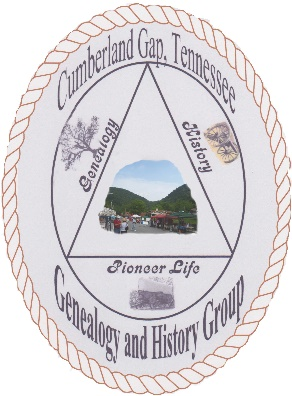 Cumberland Gap, Tennessee
Genealogy
History
Pioneer Life
Genealogy and History Group